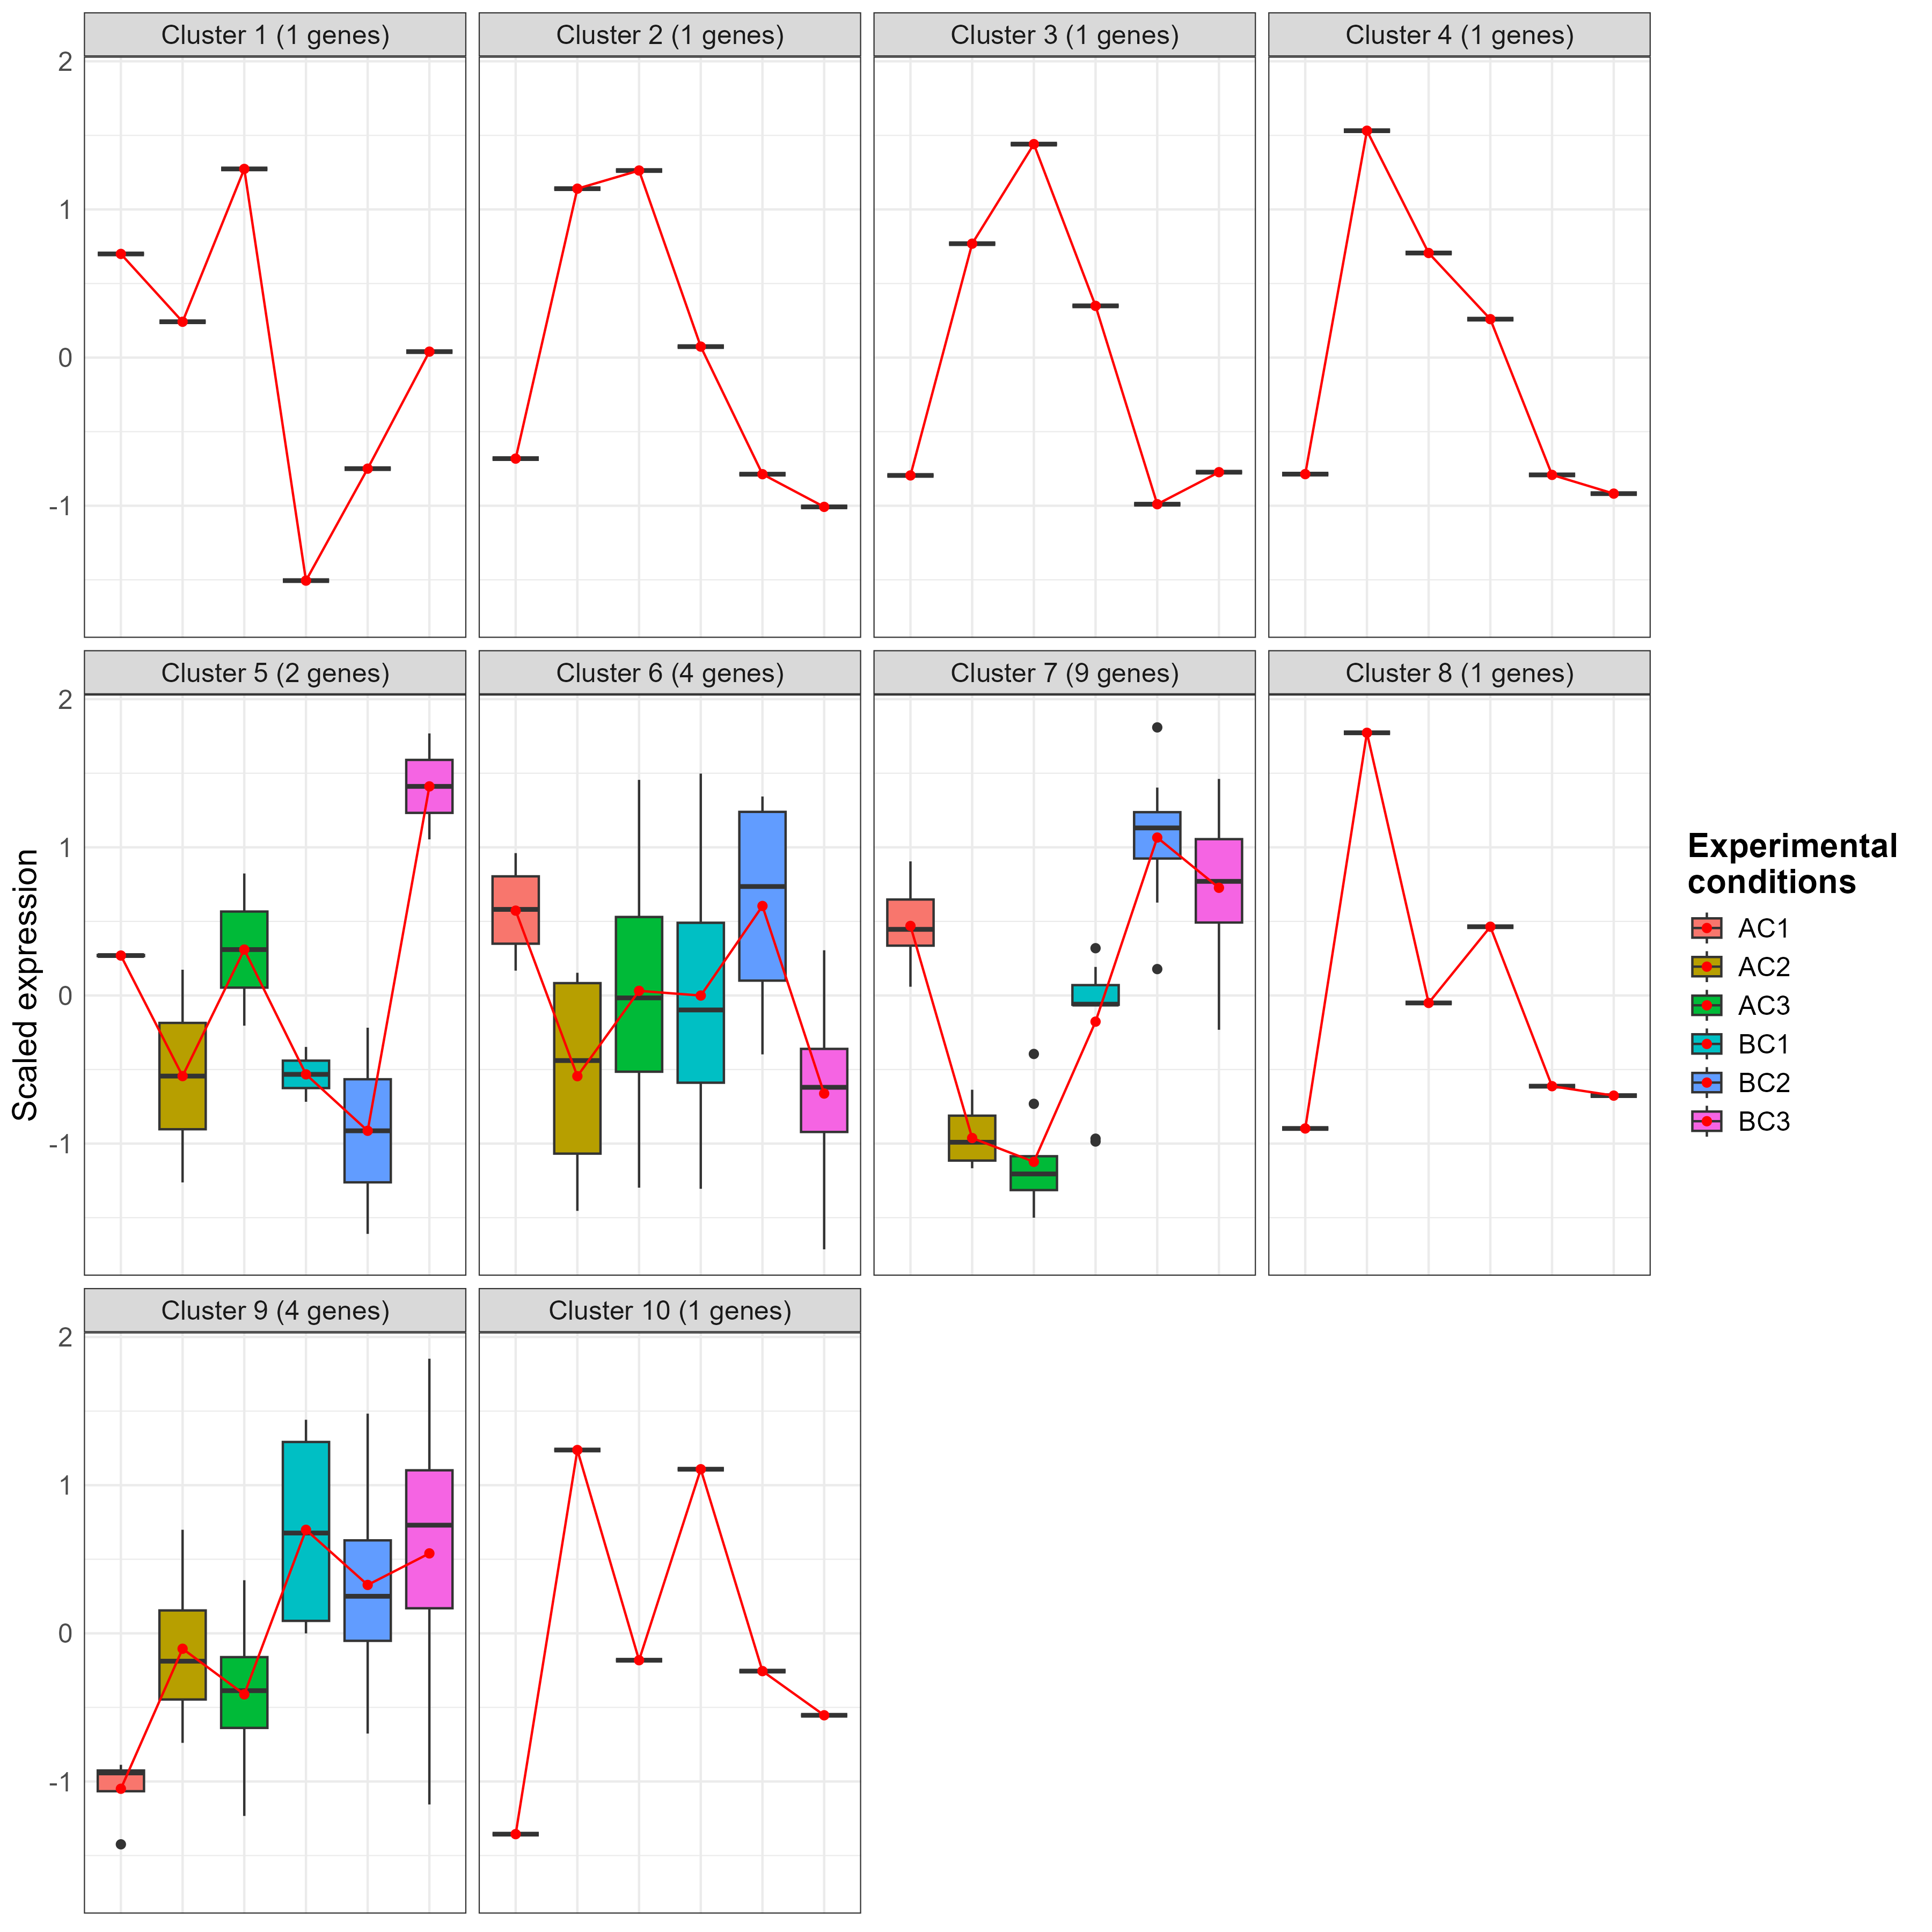 Cluster 1 (1 genes)
Cluster 2 (1 genes)
Cluster 3 (1 genes)
Cluster 4 (1 genes)
2
1
0
-1
Cluster 5 (2 genes)
Cluster 6 (4 genes)
Cluster 7 (9 genes)
Cluster 8 (1 genes)
2
1
0
-1
Scaled expression
Cluster 9 (4 genes)
Cluster 10 (1 genes)
2
1
0
-1
Experimental
conditions
AC1
AC2
AC3
BC1
BC2
BC3